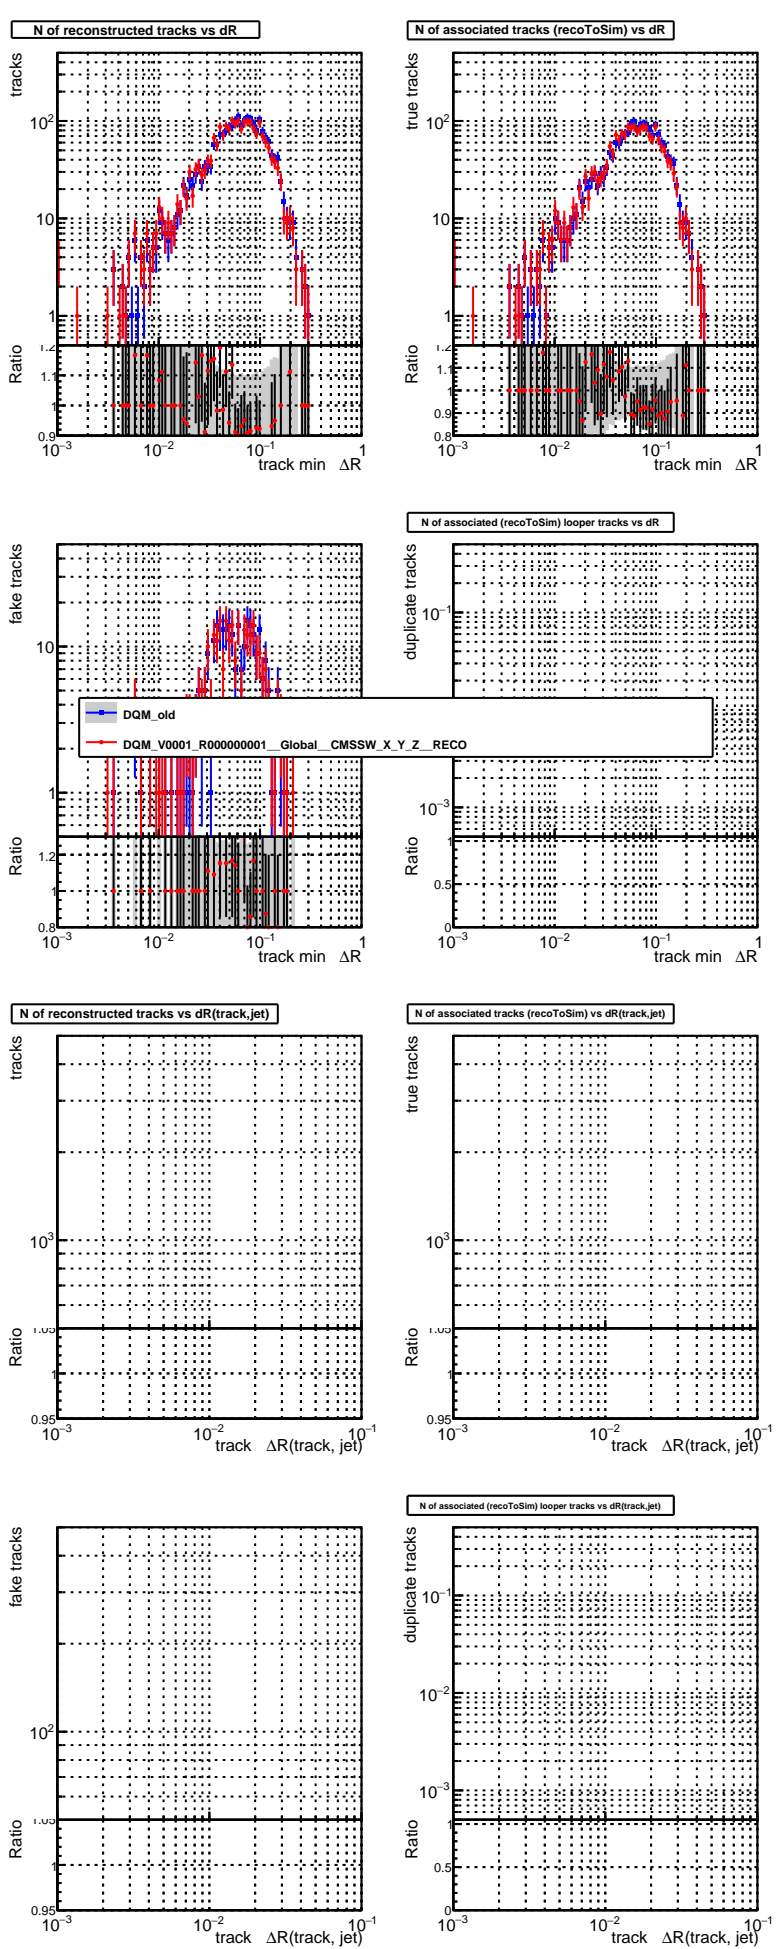 N of reconstructed tracks vs dR
tracks
10²
10
1
Ratio
1.2
1.1
1
0.9
10⁻³ 10⁻² 10⁻¹ 1
track min ΔR
N of associated tracks (recoToSim) vs dR
true tracks
10²
10
1
Ratio
1.2
1.1
1
0.9
0.8
10⁻³ 10⁻² 10⁻¹ 1
track min ΔR
fake tracks
10
1
Ratio
1.2
1
0.8
10⁻³ 10⁻² 10⁻¹ 1
track min ΔR
N of associated (recoToSim) looper tracks vs dR
duplicate tracks
10⁻¹
10⁻³
Ratio
1
0.5
0
10⁻³ 10⁻² 10⁻¹ 1
track min ΔR
DQM_old
DQM_V0001_R000000001__Global__CMSSW_X_Y_Z__RECO
N of reconstructed tracks vs dR(track,jet)
tracks
10³
Ratio
1.05
1
0.95
10⁻³ 10⁻² 10⁻¹
track ΔR(track, jet)
N of associated tracks (recoToSim) vs dR(track,jet)
true tracks
10³
Ratio
1.05
1
0.95
10⁻³ 10⁻² 10⁻¹
track ΔR(track, jet)
fake tracks
10²
Ratio
1.05
1
0.95
10⁻³ 10⁻² 10⁻¹
track ΔR(track, jet)
N of associated (recoToSim) looper tracks vs dR(track,jet)
duplicate tracks
10⁻¹
10⁻²
10⁻³
Ratio
1
0.5
0
10⁻³ 10⁻² 10⁻¹
track ΔR(track, jet)